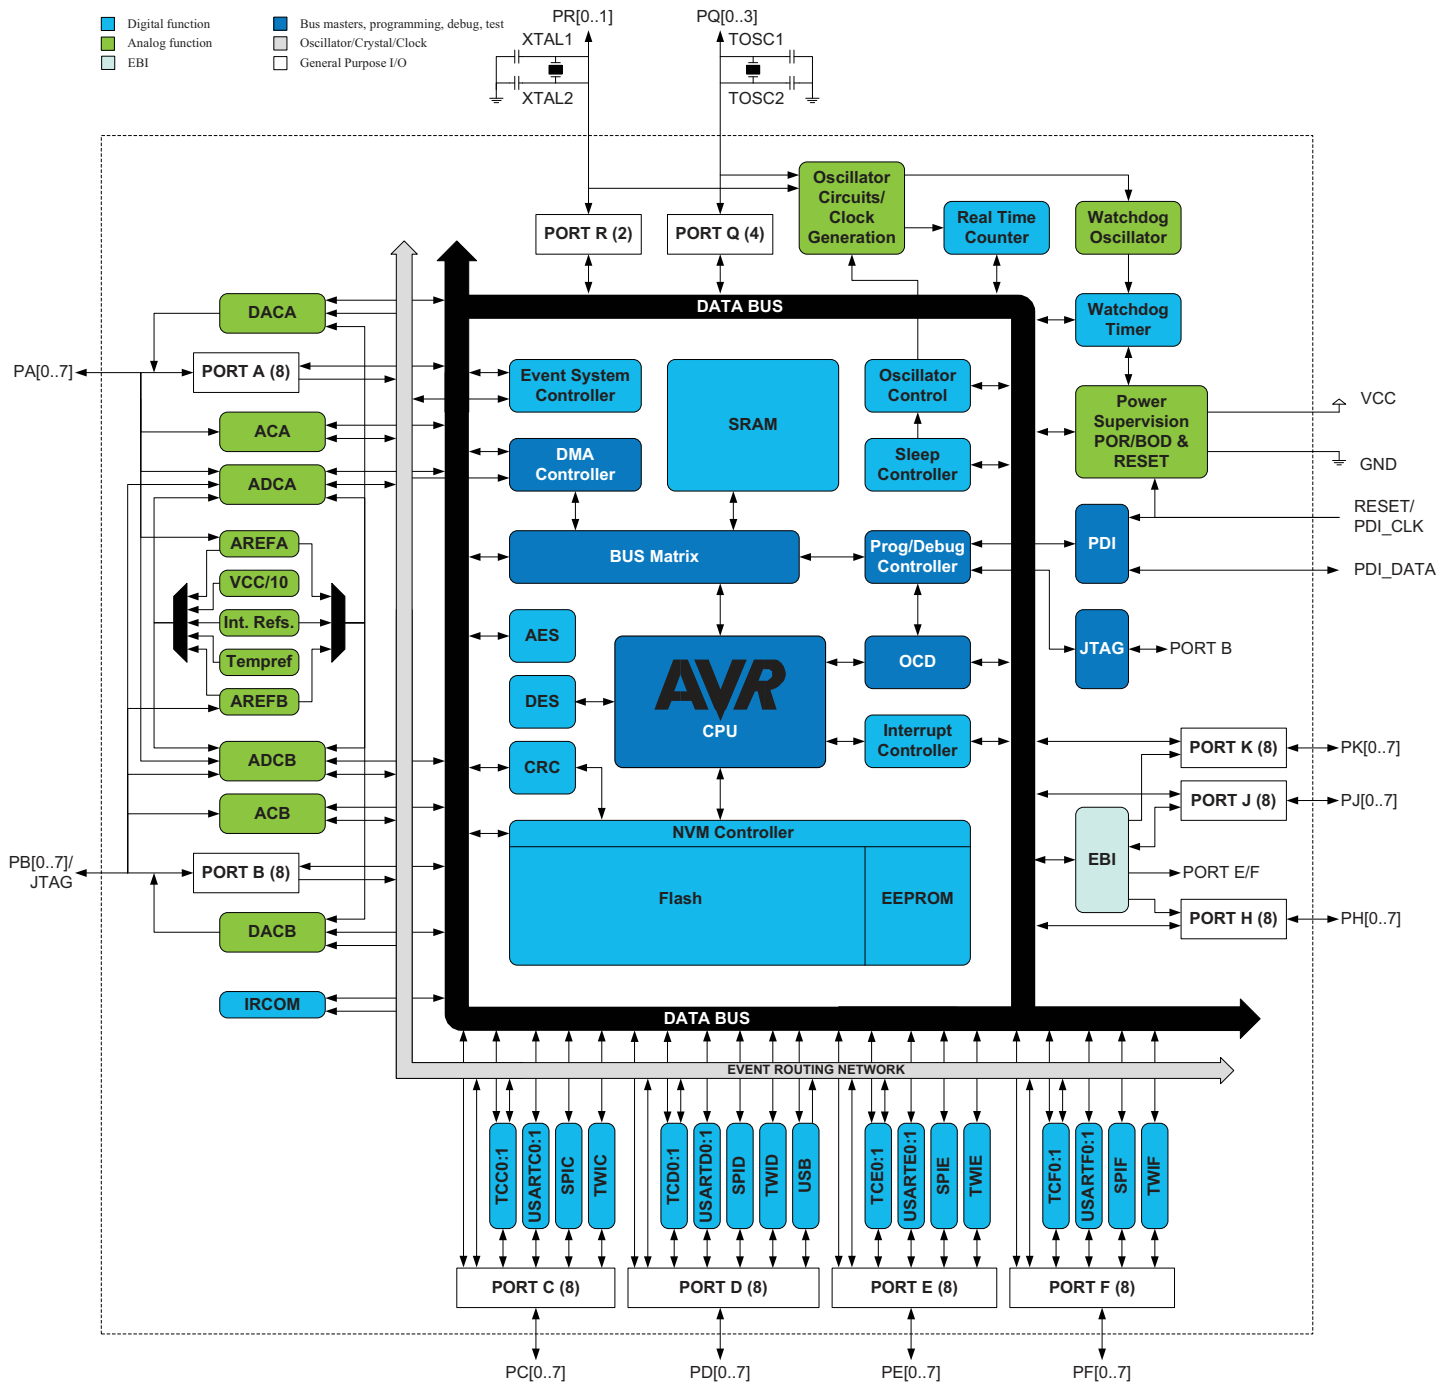 Digital function
Analog function
EBI
Bus masters, programming, debug, test
Oscillator/Crystal/Clock
General Purpose I/O
PR[0..1]
PQ[0..3]
XTAL1
XTAL2
TOSC1
TOSC2
PORT R (2)
PORT Q (4)
Oscillator
Circuits/
Clock
Generation
Real Time
Counter
Watchdog
Oscillator
DATA BUS
Watchdog
Timer
DACA
PA[0..7]
PORT A (8)
Event System
Controller
SRAM
Oscillator
Control
Power
Supervision
POR/BOD &
RESET
VCC
GND
ACA
DMA
Controller
Sleep
Controller
ADCA
RESET/
PDI_CLK
AREFA
BUS Matrix
Prog/Debug
Controller
PDI
PDI_DATA
VCC/10
Int. Refs.
Tempref
AREFB
AES
DES
CRC
AVR
CPU
OCD
JTAG
PORT B
Interrupt
Controller
ADCB
PORT K (8)
PK[0..7]
ACB
PORT J (8)
PJ[0..7]
NVM Controller
Flash
EEPROM
EBI
PORT E/F
PB[0..7]/
JTAG
PORT B (8)
DACB
PORT H (8)
PH[0..7]
IRCOM
DATA BUS
EVENT ROUTING NETWORK
TCC0:1
USARTC0:1
SPIC
TWIC
TCD0:1
USARTD0:1
SPID
TWID
USB
TCE0:1
USARTE0:1
SPIE
TWIE
TCF0:1
USARTF0:1
SPIF
TWIF
PORT C (8)
PORT D (8)
PORT E (8)
PORT F (8)
PC[0..7]
PD[0..7]
PE[0..7]
PF[0..7]